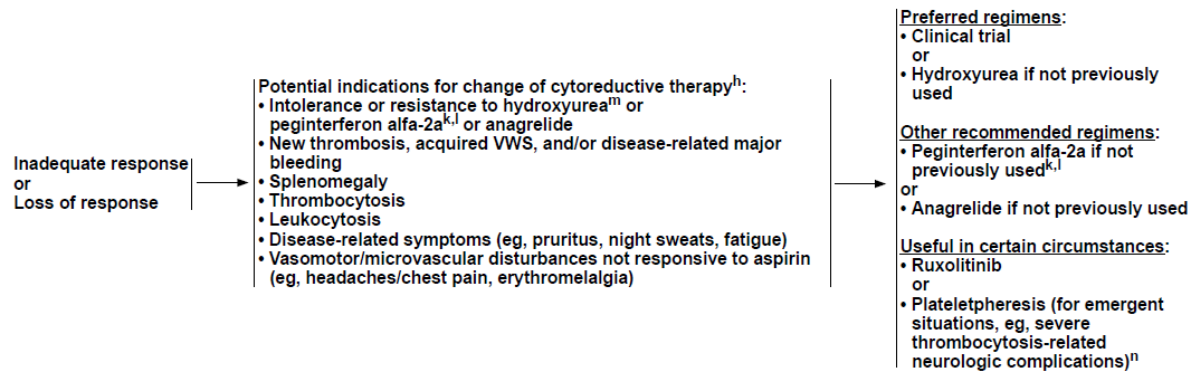 Inadequate response
or
Loss of response
Potential indications for change of cytoreductive therapyʰ:
• Intolerance or resistance to hydroxyureaᵐ or
peginterferon alfa-2aᵏ,ˡ or anagrelide
• New thrombosis, acquired VWS, and/or disease-related major
bleeding
• Splenomegaly
• Thrombocytosis
• Leukocytosis
• Disease-related symptoms (eg, pruritus, night sweats, fatigue)
• Vasomotor/microvascular disturbances not responsive to aspirin
(eg, headaches/chest pain, erythromelalgia)
Preferred regimens:
• Clinical trial
or
• Hydroxyurea if not previously
used
Other recommended regimens:
• Peginterferon alfa-2a if not
previously usedᵏ,ˡ
or
• Anagrelide if not previously used
Useful in certain circumstances:
• Ruxolitinib
or
• Plateletpheresis (for emergent
situations, eg, severe
thrombocytosis-related
neurologic complications)ⁿ